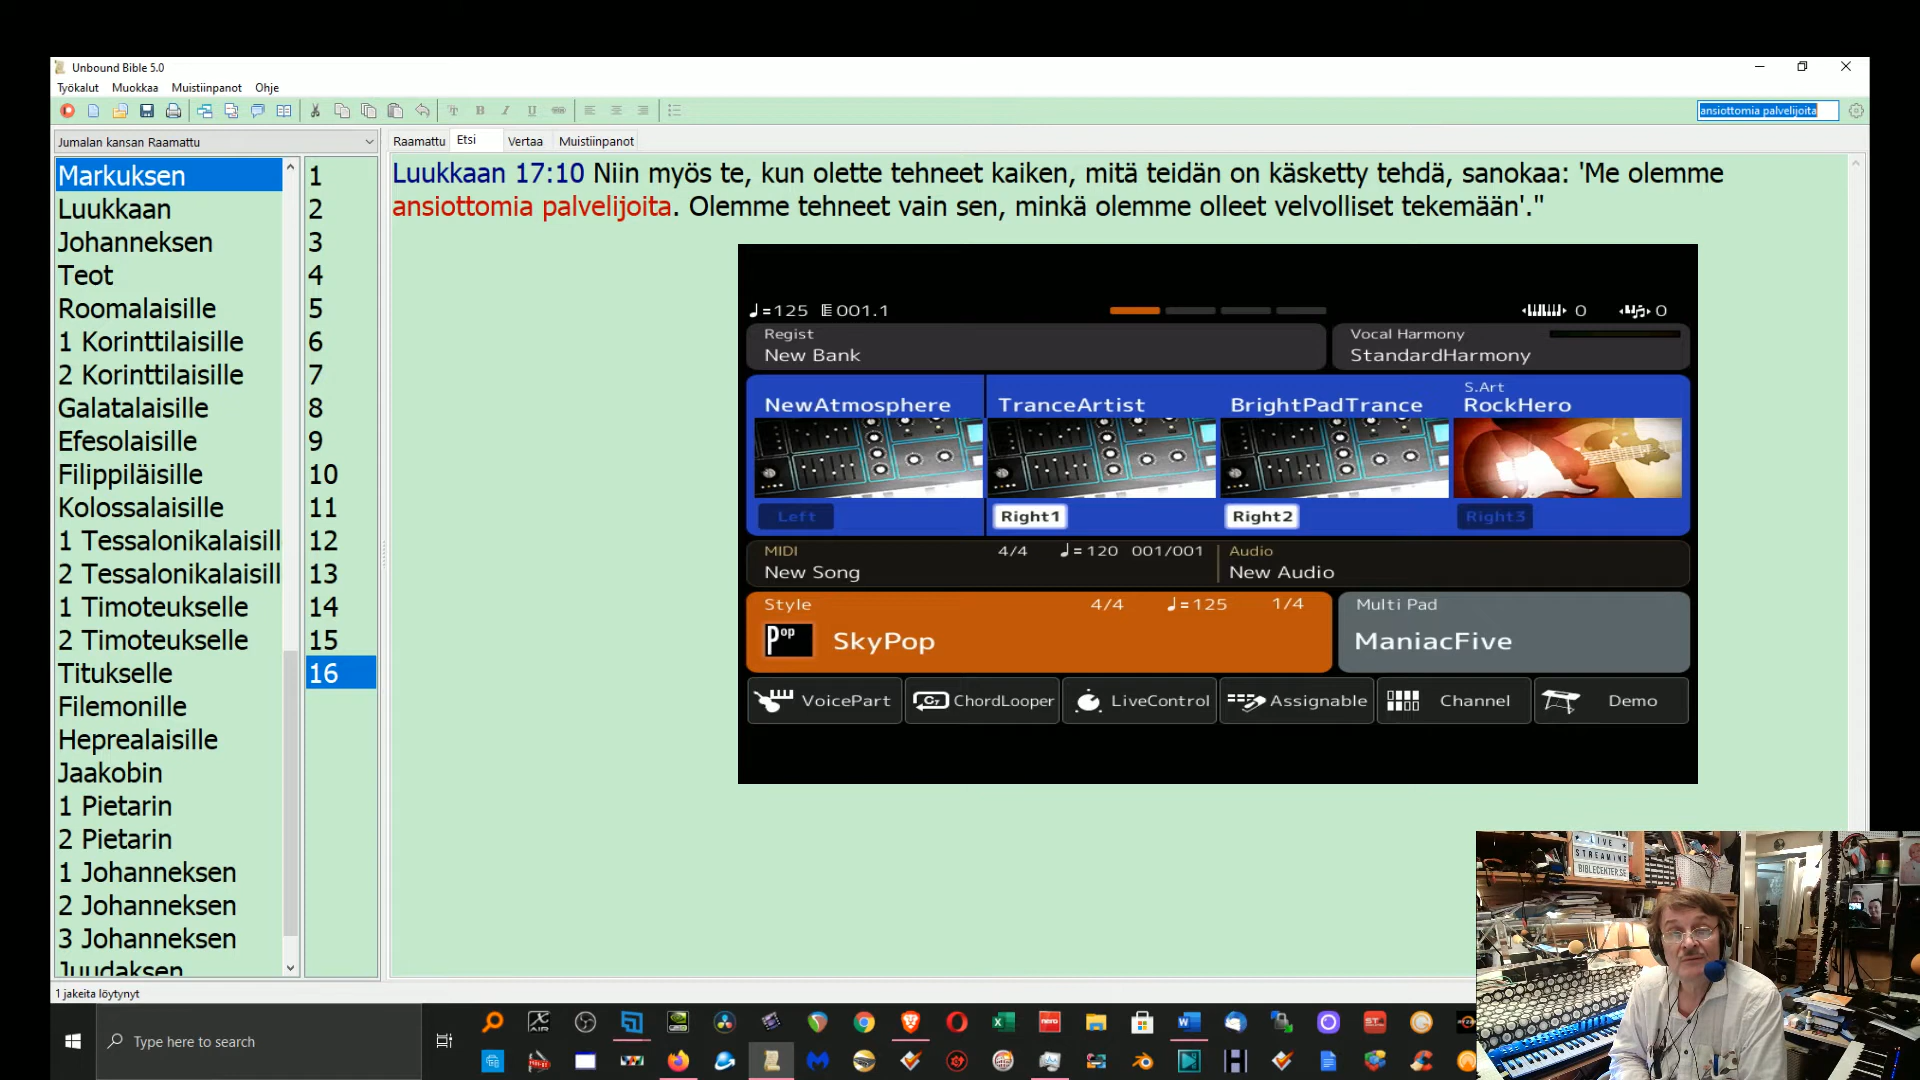 Unbound Bible 5.0
Työkalut Muokkaa Muistiinpanot Ohje
ansiottomia palvelijoita
Jumalan kansan Raamattu
Raamattu Etsi Vertaa Muistiinpanot
Markuksen 1
Luukkaan 2
Johanneksen 3
Teot 4
Roomalaisille 5
1 Korinttilaisille 6
2 Korinttilaisille 7
Galatalaisille 8
Efesolaisille 9
Filippiläisille 10
Kolossalaisille 11
1 Tessalonikalaisill 12
2 Tessalonikalaisill 13
1 Timoteukselle 14
2 Timoteukselle 15
Titukselle 16
Filemonille
Heprealaisille
Jaakobin
1 Pietarin
2 Pietarin
1 Johanneksen
2 Johanneksen
3 Johanneksen
Juudaksen
Luukkaan 17:10 Niin myös te, kun olette tehneet kaiken, mitä teidän on käsketty tehdä, sanokaa: 'Me olemme
ansiottomia palvelijoita. Olemme tehneet vain sen, minkä olemme olleet velvolliset tekemään'."
=125 001.1 0 0
Regist Vocal Harmony
New Bank StandardHarmony
S.Art
NewAtmosphere TranceArtist BrightPadTrance RockHero
Left Right1 Right2 Right3
MIDI 4/4 =120 001/001 Audio
New Song New Audio
Style 4/4 =125 1/4 Multi Pad
Pop SkyPop ManiacFive
VoicePart ChordLooper LiveControl Assignable Channel Demo
LIVE
STREAMING
BIBLECENTER.SE
1 jakeita löytynyt
Type here to search